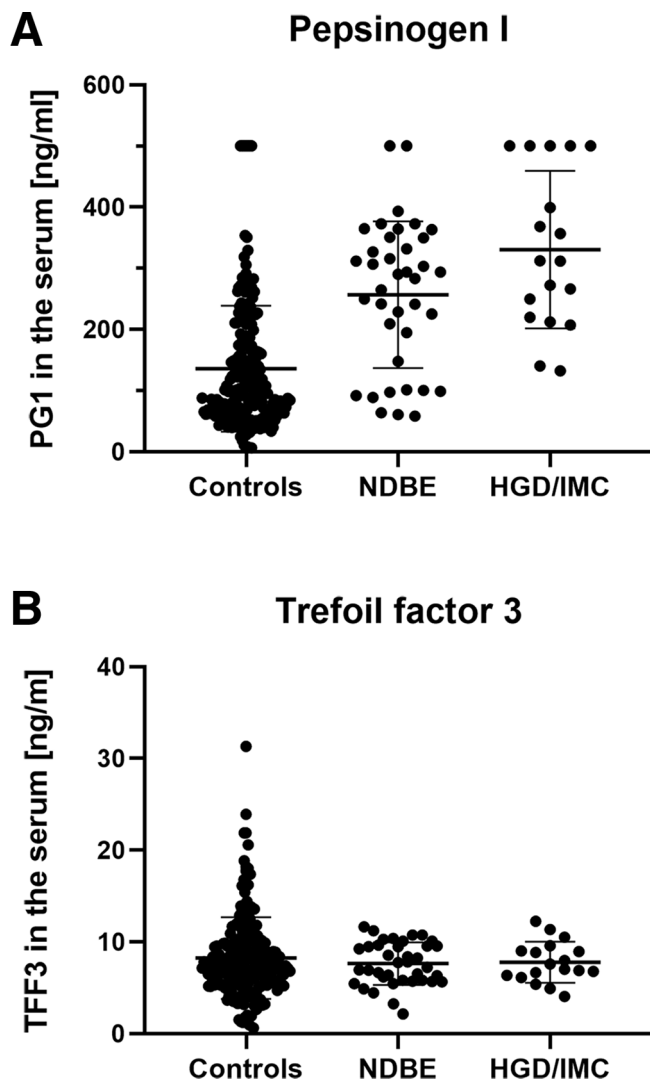 A
Pepsinogen I
PG1 in the serum [ng/ml]
600
400
200
0
Controls NDBE HGD/IMC
B
Trefoil factor 3
TFF3 in the serum [ng/m]
40
30
20
10
0
Controls NDBE HGD/IMC